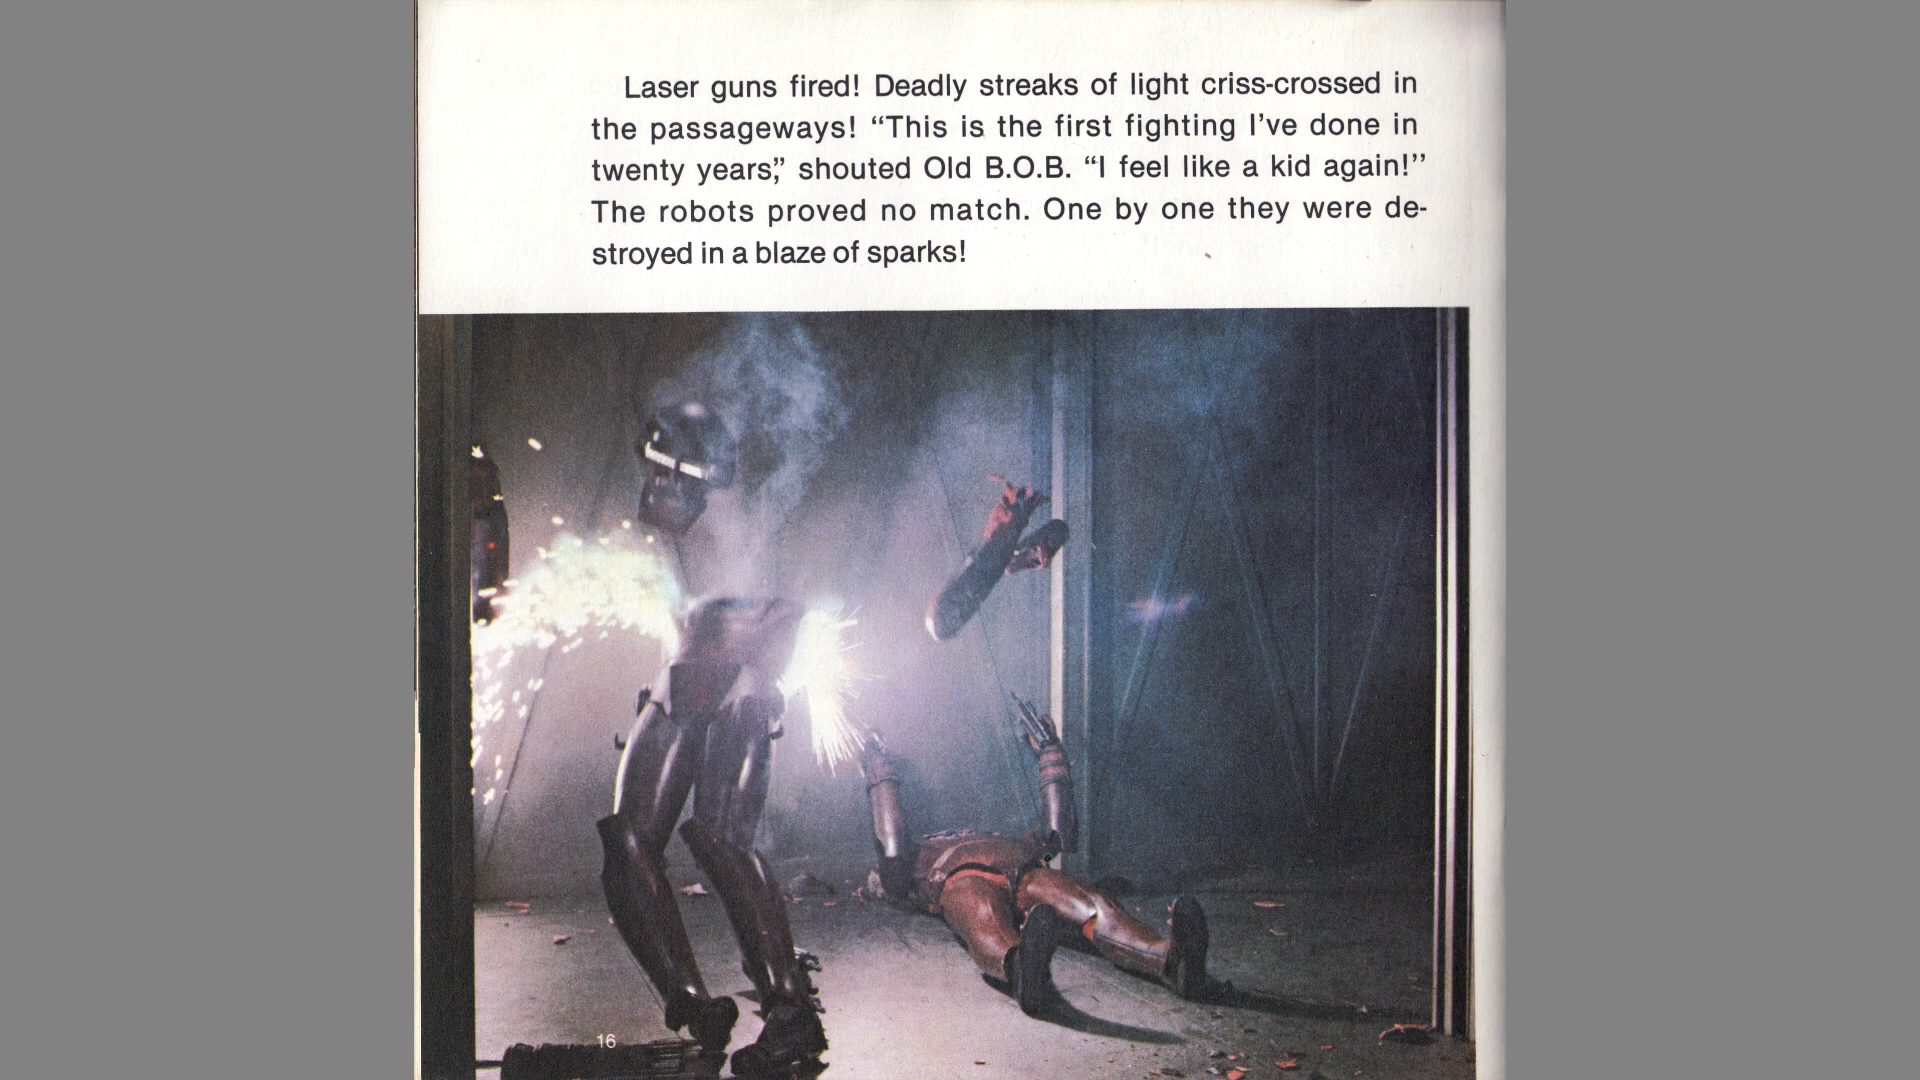 Laser guns fired! Deadly streaks of light criss-crossed in
the passageways! “This is the first fighting I’ve done in
twenty years,” shouted Old B.O.B. “I feel like a kid again!”
The robots proved no match. One by one they were de-
stroyed in a blaze of sparks!
16